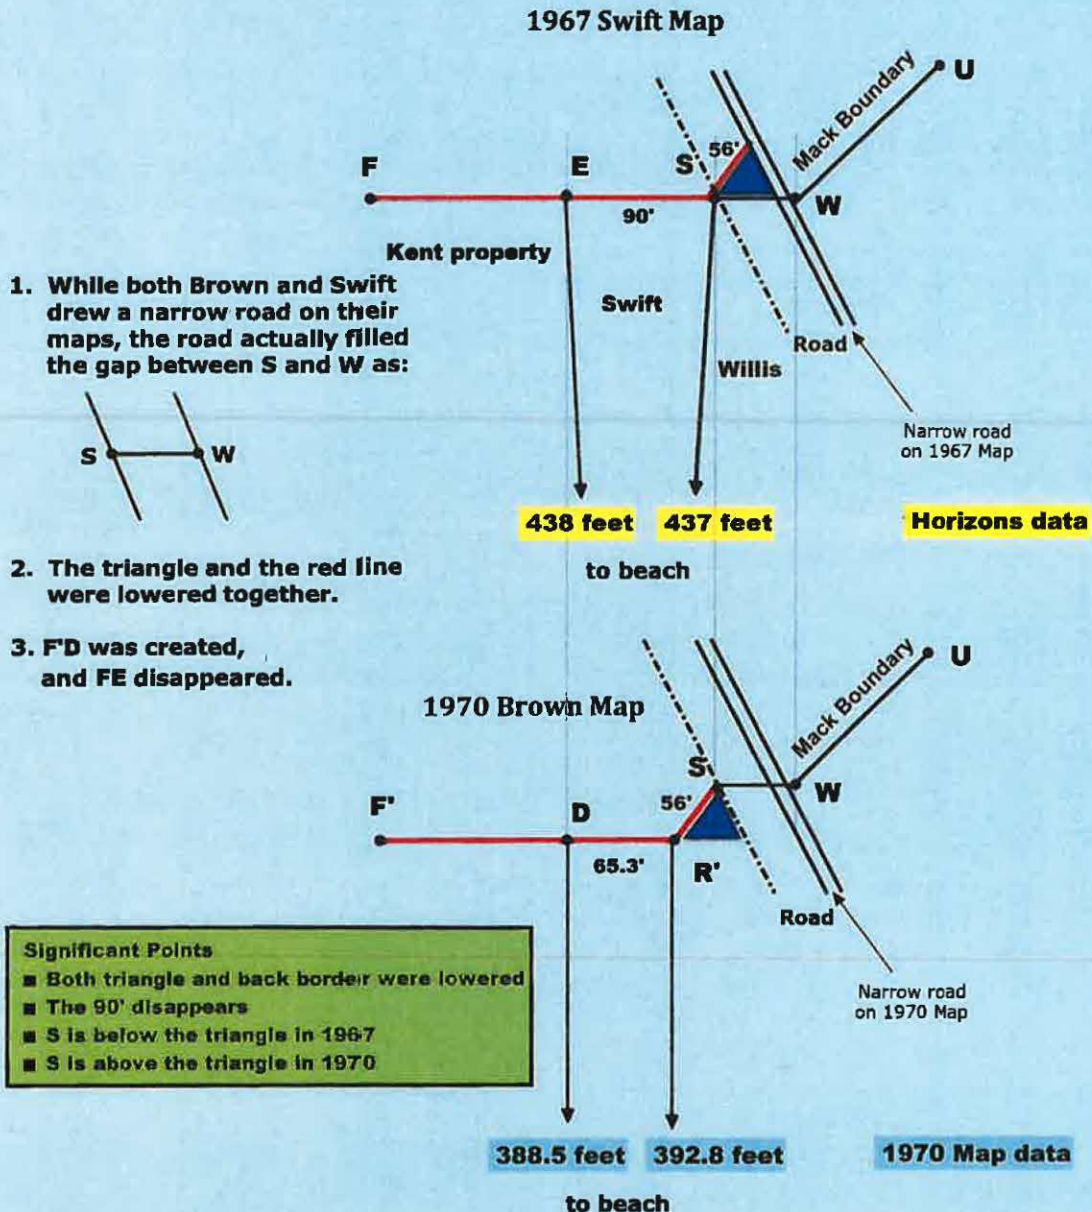 1967 Swift Map
U
Mack Boundary
56'
F
E
S
W
90'
Kent property
Swift
Willis
Road
Narrow road
on 1967 Map
1. While both Brown and Swift
drew a narrow road on their
maps, the road actually filled
the gap between S and W as:
S
W
438 feet
437 feet
Horizons data
to beach
2. The triangle and the red line
were lowered together.
3. F'D was created,
and FE disappeared.
1970 Brown Map
U
Mack Boundary
S
W
56'
F'
D
65.3'
R'
Road
Narrow road
on 1970 Map
Significant Points
■ Both triangle and back border were lowered
■ The 90' disappears
■ S is below the triangle in 1967
■ S is above the triangle in 1970
388.5 feet
392.8 feet
1970 Map data
to beach